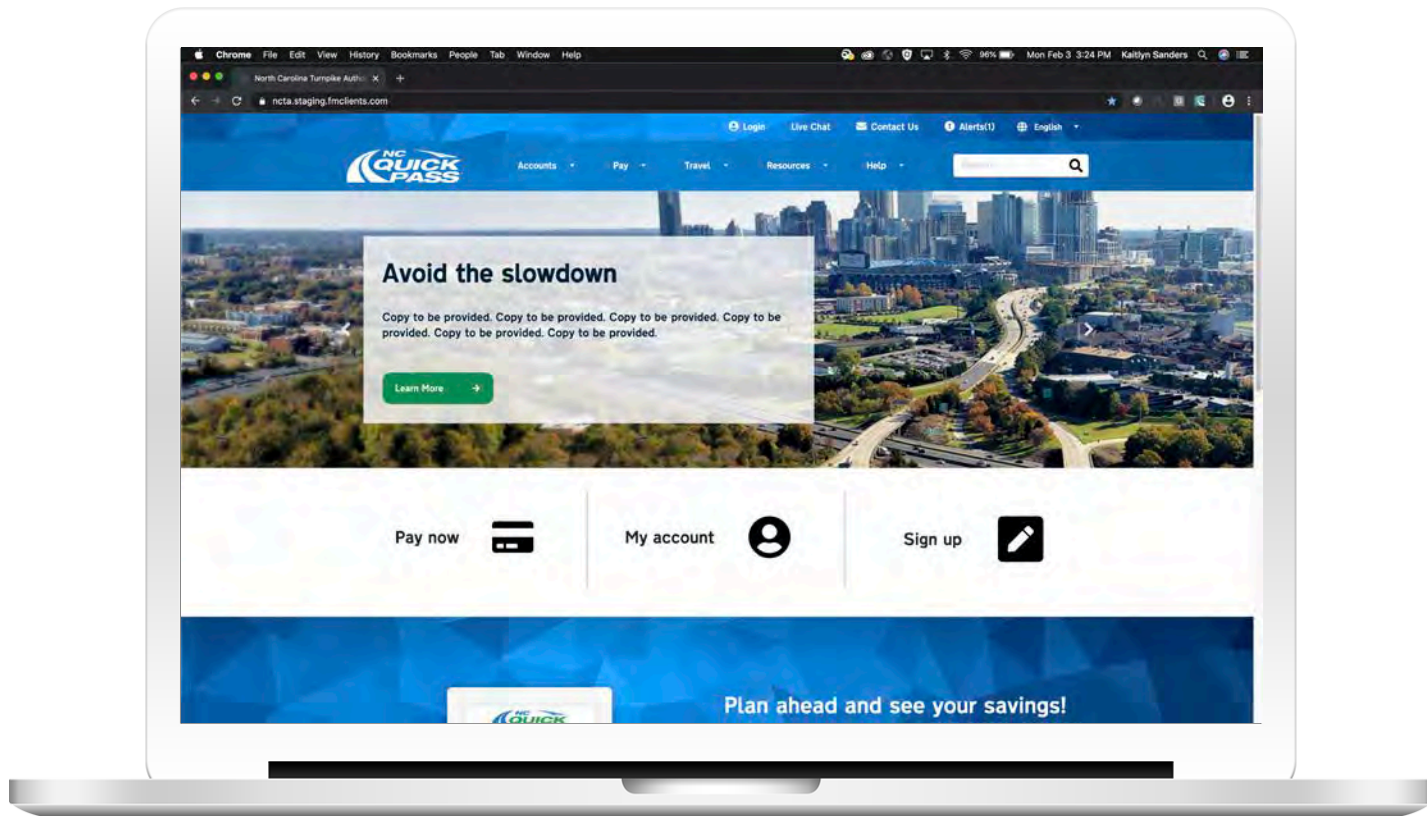 Chrome File Edit View History Bookmarks People Tab Window Help 96% Mon Feb 3 3:24 PM Kaitlyn Sanders
North Carolina Turnpike Autho
ncta.staging.fmclients.com
Login Live Chat Contact Us Alerts(1) English
NC QUICK PASS
Accounts Pay Travel Resources Help
Avoid the slowdown
Copy to be provided. Copy to be provided. Copy to be provided. Copy to be
provided. Copy to be provided. Copy to be provided.
Learn More
Pay now My account Sign up
Plan ahead and see your savings!
NC
QUICK